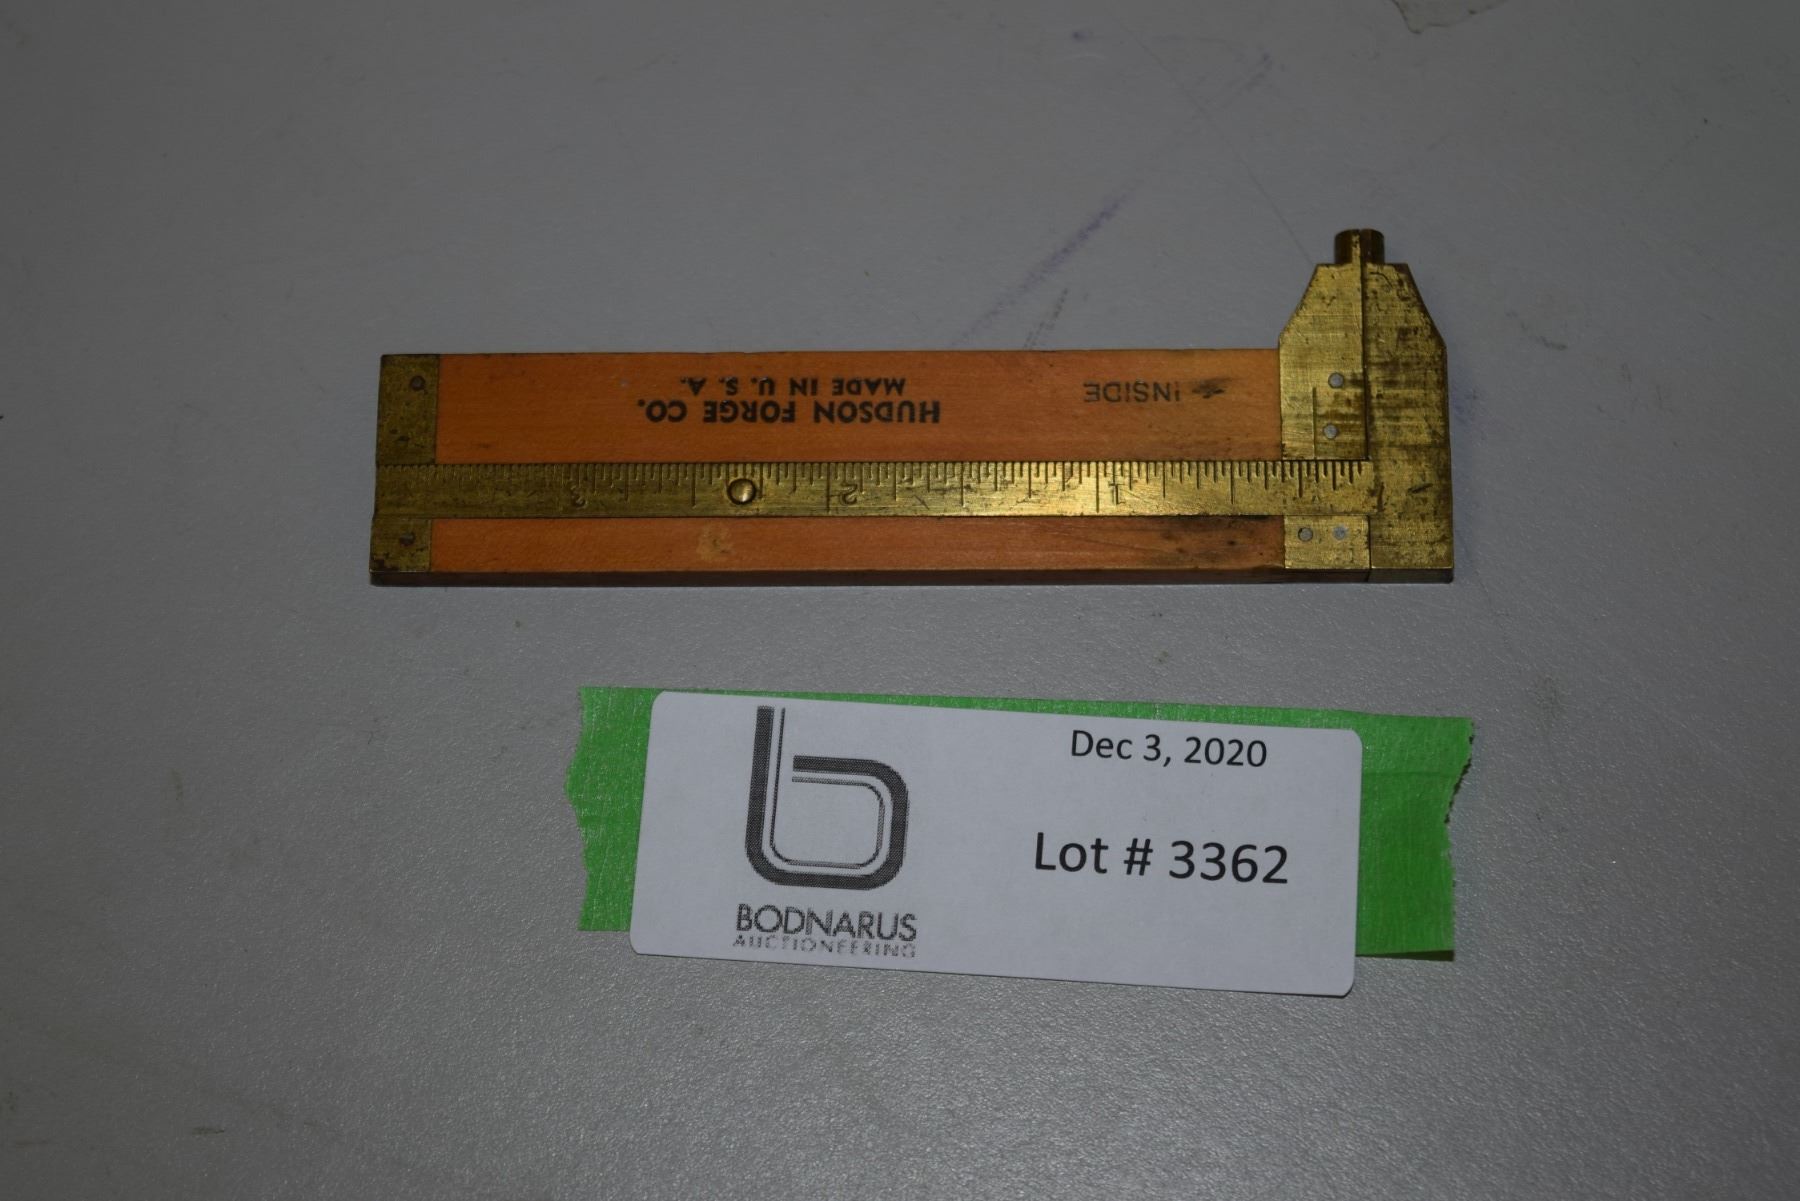 HUDSON FORGE CO.
MADE IN U. S. A.
INSIDE
1 2 3
Dec 3, 2020
Lot # 3362
b
BODNARUS
AUCTIONEERING